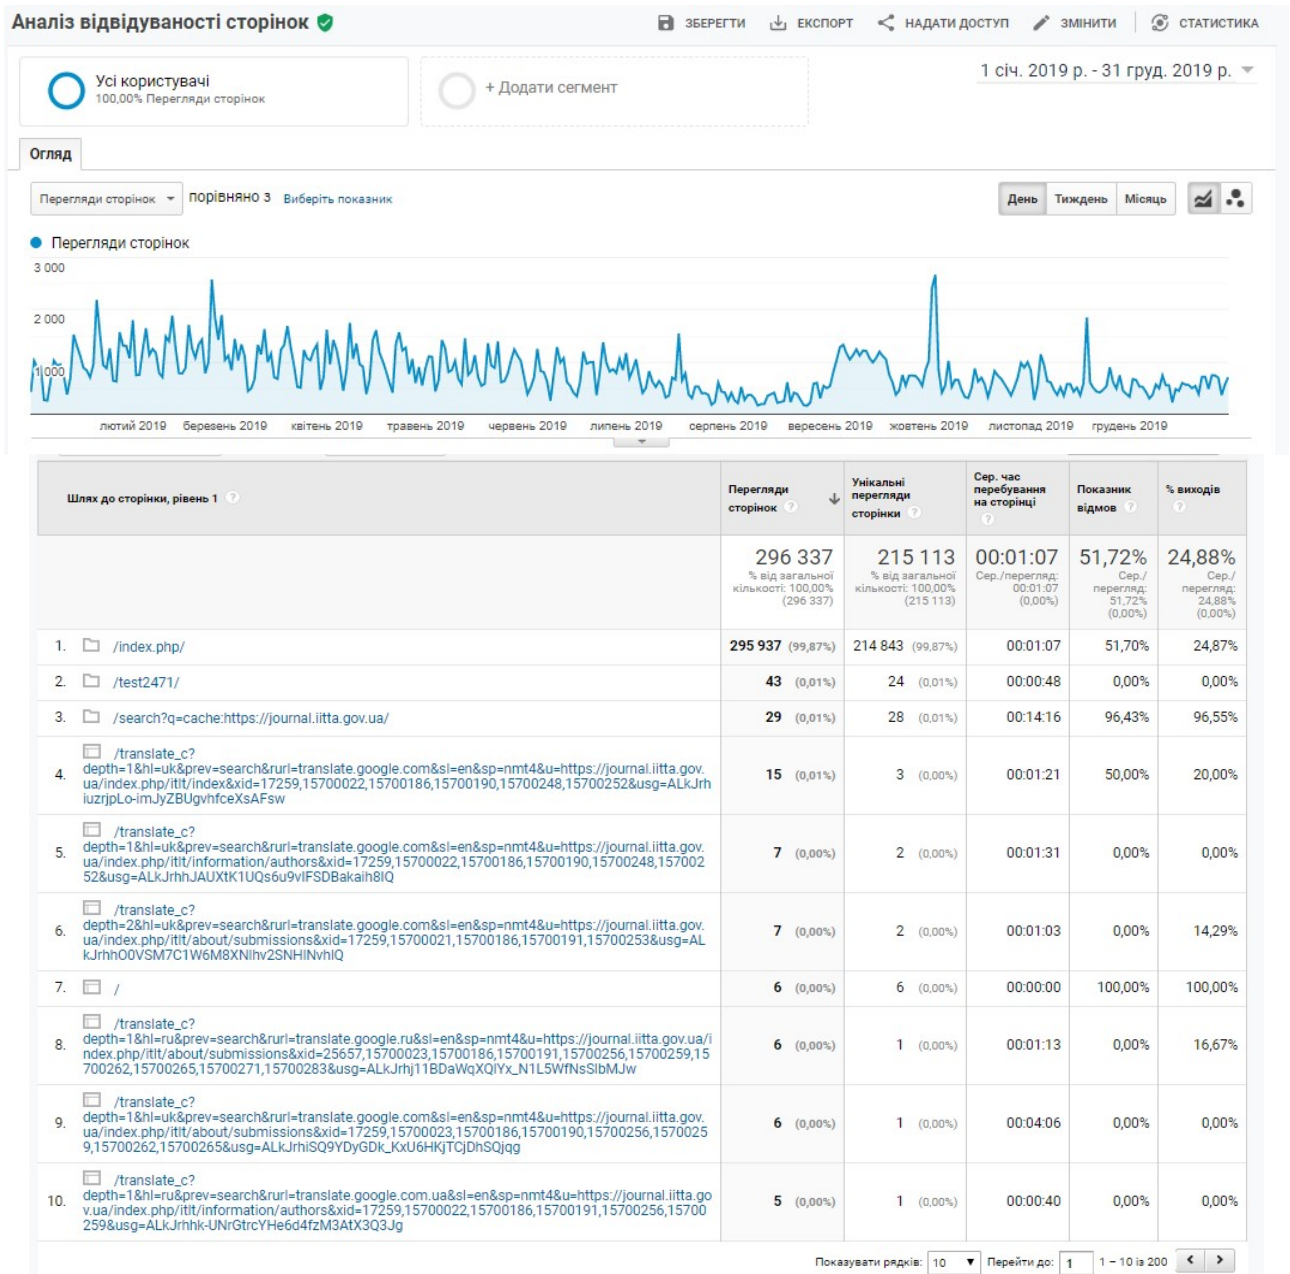 Аналіз відвідуваності сторінок
ЗБЕРЕГТИ ЕКСПОРТ НАДАТИ ДОСТУП ЗМІНИТИ СТАТИСТИКА
Усі користувачі
100,00% Перегляди сторінок
+ Додати сегмент
1 січ. 2019 р. - 31 груд. 2019 р.
Огляд
Перегляди сторінок порівняно з Виберіть показник
День Тиждень Місяць
Перегляди сторінок
3 000
2 000
1 000
лютий 2019 березень 2019 квітень 2019 травень 2019 червень 2019 липень 2019 серпень 2019 вересень 2019 жовтень 2019 листопад 2019 грудень 2019
Шлях до сторінки, рівень 1 ?
Перегляди
сторінок ?
Унікальні
перегляди
сторінки ?
Сер. час
перебування
на сторінці
?
Показник
відмов ?
% виходів
?
296 337
% від загальної
кількості: 100,00%
(296 337)
215 113
% від загальної
кількості: 100,00%
(215 113)
00:01:07
Сер./перегляд:
00:01:07
(0,00%)
51,72%
Сер./
перегляд:
51,72%
(0,00%)
24,88%
Сер./
перегляд:
24,88%
(0,00%)
1. /index.php/ 295 937 (99,87%) 214 843 (99,87%) 00:01:07 51,70% 24,87%
2. /test2471/ 43 (0,01%) 24 (0,01%) 00:00:48 0,00% 0,00%
3. /search?q=cache:https://journal.iitta.gov.ua/ 29 (0,01%) 28 (0,01%) 00:14:16 96,43% 96,55%
/translate_c?
depth=1&hl=uk&prev=search&rurl=translate.google.com&sl=en&sp=nmt4&u=https://journal.iitta.gov.
4. ua/index.php/itlt/index&xid=17259,15700022,15700186,15700190,15700248,15700252&usg=ALkJrh 15 (0,01%) 3 (0,00%) 00:01:21 50,00% 20,00%
iuzrjpLo-imJyZBUgvhfceXsAFsw
/translate_c?
depth=1&hl=uk&prev=search&rurl=translate.google.com&sl=en&sp=nmt4&u=https://journal.iitta.gov.
5. ua/index.php/itlt/information/authors&xid=17259,15700022,15700186,15700190,15700248,157002 7 (0,00%) 2 (0,00%) 00:01:31 0,00% 0,00%
52&usg=ALkJrhhJAUXtK1UQs6u9vIFSDBakaih8IQ
/translate_c?
depth=2&hl=uk&prev=search&rurl=translate.google.com&sl=en&sp=nmt4&u=https://journal.iitta.gov.
6. ua/index.php/itlt/about/submissions&xid=17259,15700021,15700186,15700191,15700253&usg=AL 7 (0,00%) 2 (0,00%) 00:01:03 0,00% 14,29%
kJrhhO0VSM7C1W6M8XNlhv2SNHINvhlQ
7. / 6 (0,00%) 6 (0,00%) 00:00:00 100,00% 100,00%
/translate_c?
depth=1&hl=ru&prev=search&rurl=translate.google.ru&sl=en&sp=nmt4&u=https://journal.iitta.gov.ua/i
8. ndex.php/itlt/about/submissions&xid=25657,15700023,15700186,15700191,15700256,15700259,15 6 (0,00%) 1 (0,00%) 00:01:13 0,00% 16,67%
700262,15700265,15700271,15700283&usg=ALkJrhj11BDaWqXQlYx_N1L5WfNsSlbMJw
/translate_c?
depth=1&hl=uk&prev=search&rurl=translate.google.com&sl=en&sp=nmt4&u=https://journal.iitta.gov.
9. ua/index.php/itlt/about/submissions&xid=17259,15700023,15700186,15700190,15700256,1570025 6 (0,00%) 1 (0,00%) 00:04:06 0,00% 0,00%
9,15700262,15700265&usg=ALkJrhiSQ9YDyGDk_KxU6HKjTCjDhSQjqg
/translate_c?
depth=1&hl=ru&prev=search&rurl=translate.google.com.ua&sl=en&sp=nmt4&u=https://journal.iitta.go
10. v.ua/index.php/itlt/information/authors&xid=17259,15700022,15700186,15700191,15700256,15700 5 (0,00%) 1 (0,00%) 00:00:40 0,00% 0,00%
259&usg=ALkJrhhk-UNrGtrcYHe6d4fzM3AtX3Q3Jg
Показувати рядків: 10 Перейти до: 1 1 – 10 із 200